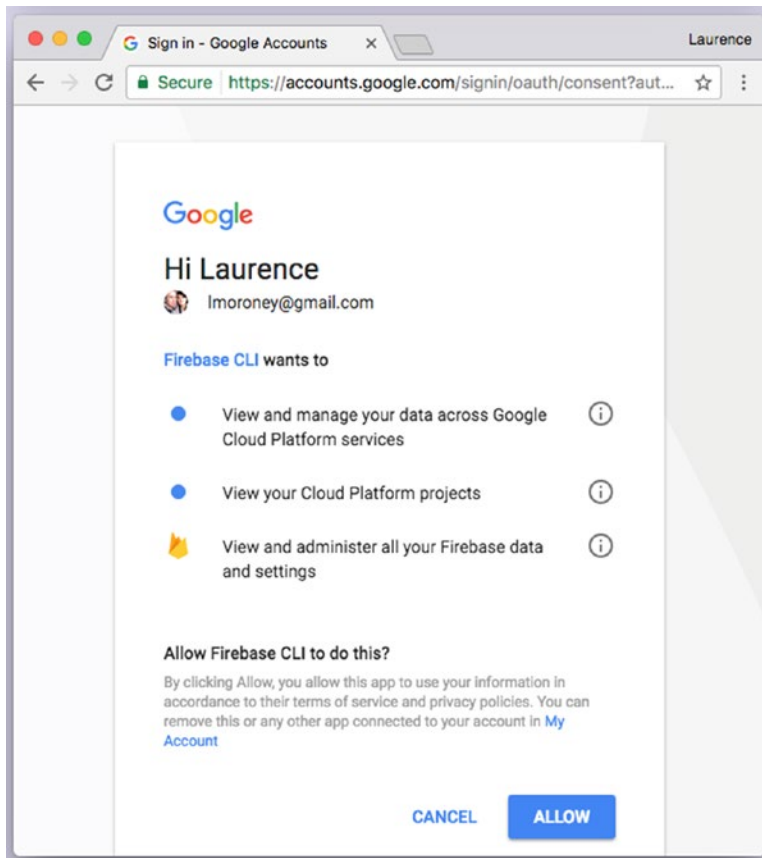 Sign in - Google Accounts
Laurence
Secure https://accounts.google.com/signin/oauth/consent?aut...
Google
Hi Laurence
lmoroney@gmail.com
Firebase CLI wants to
View and manage your data across Google
Cloud Platform services
View your Cloud Platform projects
View and administer all your Firebase data
and settings
Allow Firebase CLI to do this?
By clicking Allow, you allow this app to use your information in
accordance to their terms of service and privacy policies. You can
remove this or any other app connected to your account in My
Account
CANCEL ALLOW